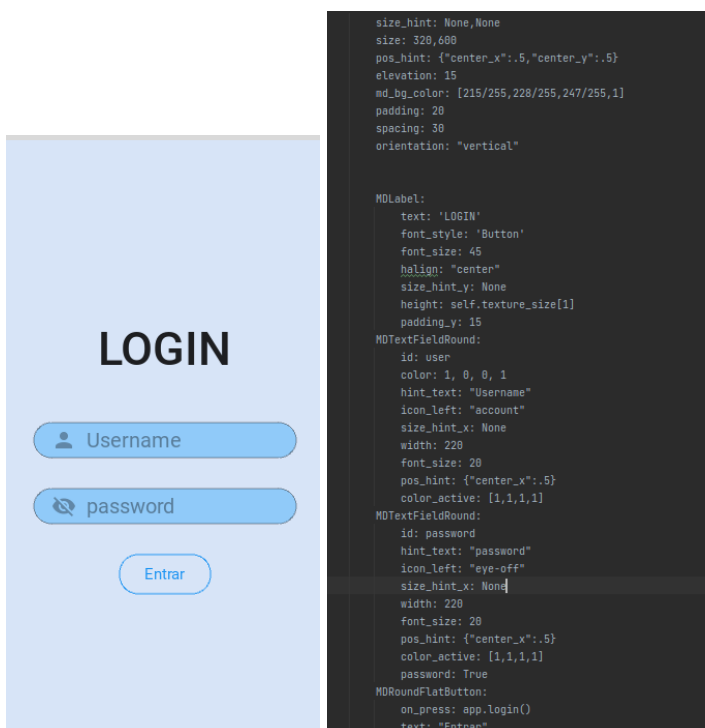 LOGIN
Username
password
Entrar
size_hint: None,None
size: 320,600
pos_hint: {"center_x":.5,"center_y":.5}
elevation: 15
md_bg_color: [215/255,228/255,247/255,1]
padding: 20
spacing: 30
orientation: "vertical"
MDLabel:
text: 'LOGIN'
font_style: 'Button'
font_size: 45
halign: "center"
size_hint_y: None
height: self.texture_size[1]
padding_y: 15
MDTextFieldRound:
id: user
color: 1, 0, 0, 1
hint_text: "Username"
icon_left: "account"
size_hint_x: None
width: 220
font_size: 20
pos_hint: {"center_x":.5}
color_active: [1,1,1,1]
MDTextFieldRound:
id: password
hint_text: "password"
icon_left: "eye-off"
size_hint_x: None
width: 220
font_size: 20
pos_hint: {"center_x":.5}
color_active: [1,1,1,1]
password: True
MDRoundFlatButton:
on_press: app.login()
text: "Entrar"